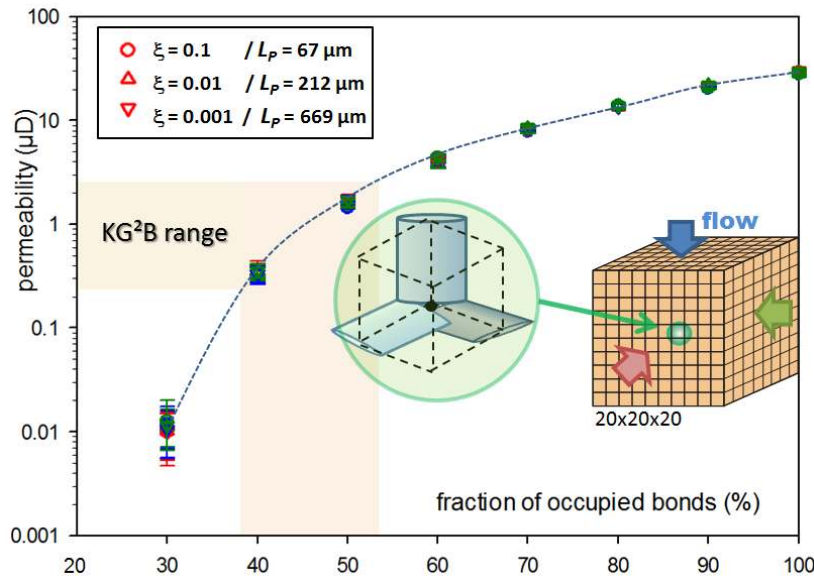 100
10
1
0.1
0.01
0.001
permeability (µD)
ξ = 0.1 / Lₚ = 67 µm
ξ = 0.01 / Lₚ = 212 µm
ξ = 0.001 / Lₚ = 669 µm
KG²B range
flow
20x20x20
fraction of occupied bonds (%)
20 30 40 50 60 70 80 90 100